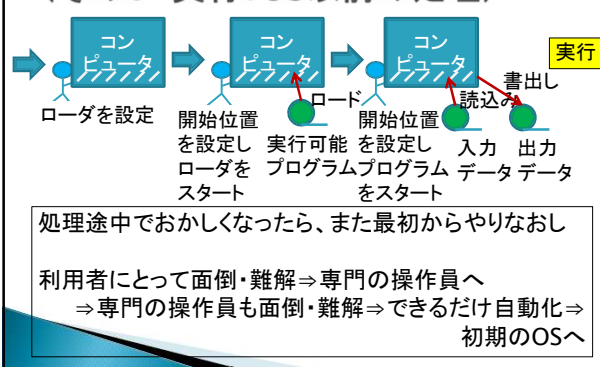 コン
ピュータ
コン
ピュータ
コン
ピュータ
実行
書出し
ロード
読込み
ローダを設定
開始位置
を設定し
ローダを
スタート
実行可能
プログラム
開始位置
を設定し
プログラム
をスタート
入力
データ
出力
データ
処理途中でおかしくなったら、また最初からやりなおし
利用者にとって面倒・難解⇒専門の操作員へ
⇒専門の操作員も面倒・難解⇒できるだけ自動化⇒
初期のOSへ